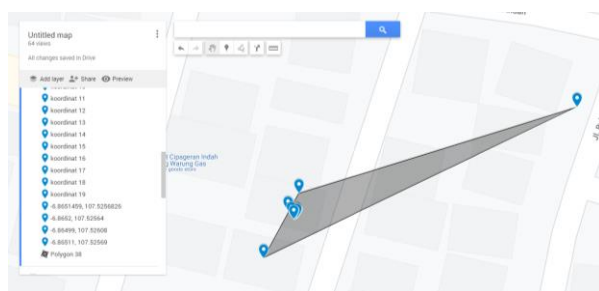 Untitled map
64 views
All changes saved in Drive
Add layer
Share
Preview
koordinat 11
koordinat 12
koordinat 13
koordinat 14
koordinat 15
koordinat 16
koordinat 17
koordinat 18
koordinat 19
-6.8651459, 107.5256826
-6.8652, 107.52564
-6.86499, 107.52608
-6.86511, 107.52569
Polygon 38
Cipageran Indah
Warung Gas